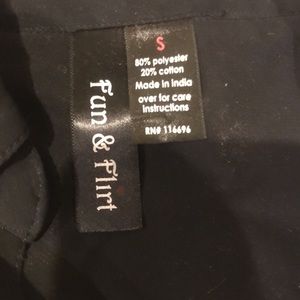 Fun & Flirt
S
80% polyester
20% cotton
Made in india
over for care
instructions
RN# 116696